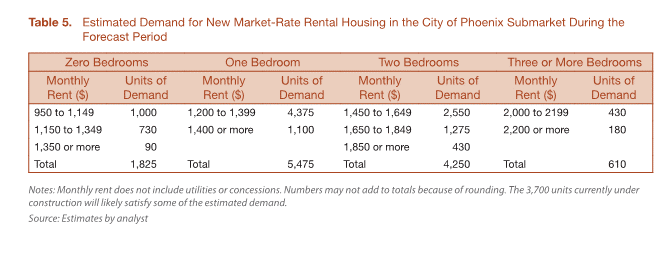 Table 5. Estimated Demand for New Market-Rate Rental Housing in the City of Phoenix Submarket During the
Forecast Period
Zero Bedrooms One Bedroom Two Bedrooms Three or More Bedrooms
Monthly Units of Monthly Units of Monthly Units of Monthly Units of
Rent ($) Demand Rent ($) Demand Rent ($) Demand Rent ($) Demand
950 to 1,149 1,000 1,200 to 1,399 4,375 1,450 to 1,649 2,550 2,000 to 2199 430
1,150 to 1,349 730 1,400 or more 1,100 1,650 to 1,849 1,275 2,200 or more 180
1,350 or more 90 1,850 or more 430
Total 1,825 Total 5,475 Total 4,250 Total 610
Notes: Monthly rent does not include utilities or concessions. Numbers may not add to totals because of rounding. The 3,700 units currently under
construction will likely satisfy some of the estimated demand.
Source: Estimates by analyst